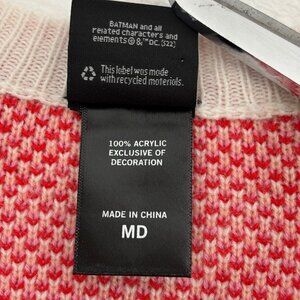 BATMAN and all
related characters and
elements © & ™ DC. (s22)
This label was made
with recycled materials.
100% ACRYLIC
EXCLUSIVE OF
DECORATION
MADE IN CHINA
MD